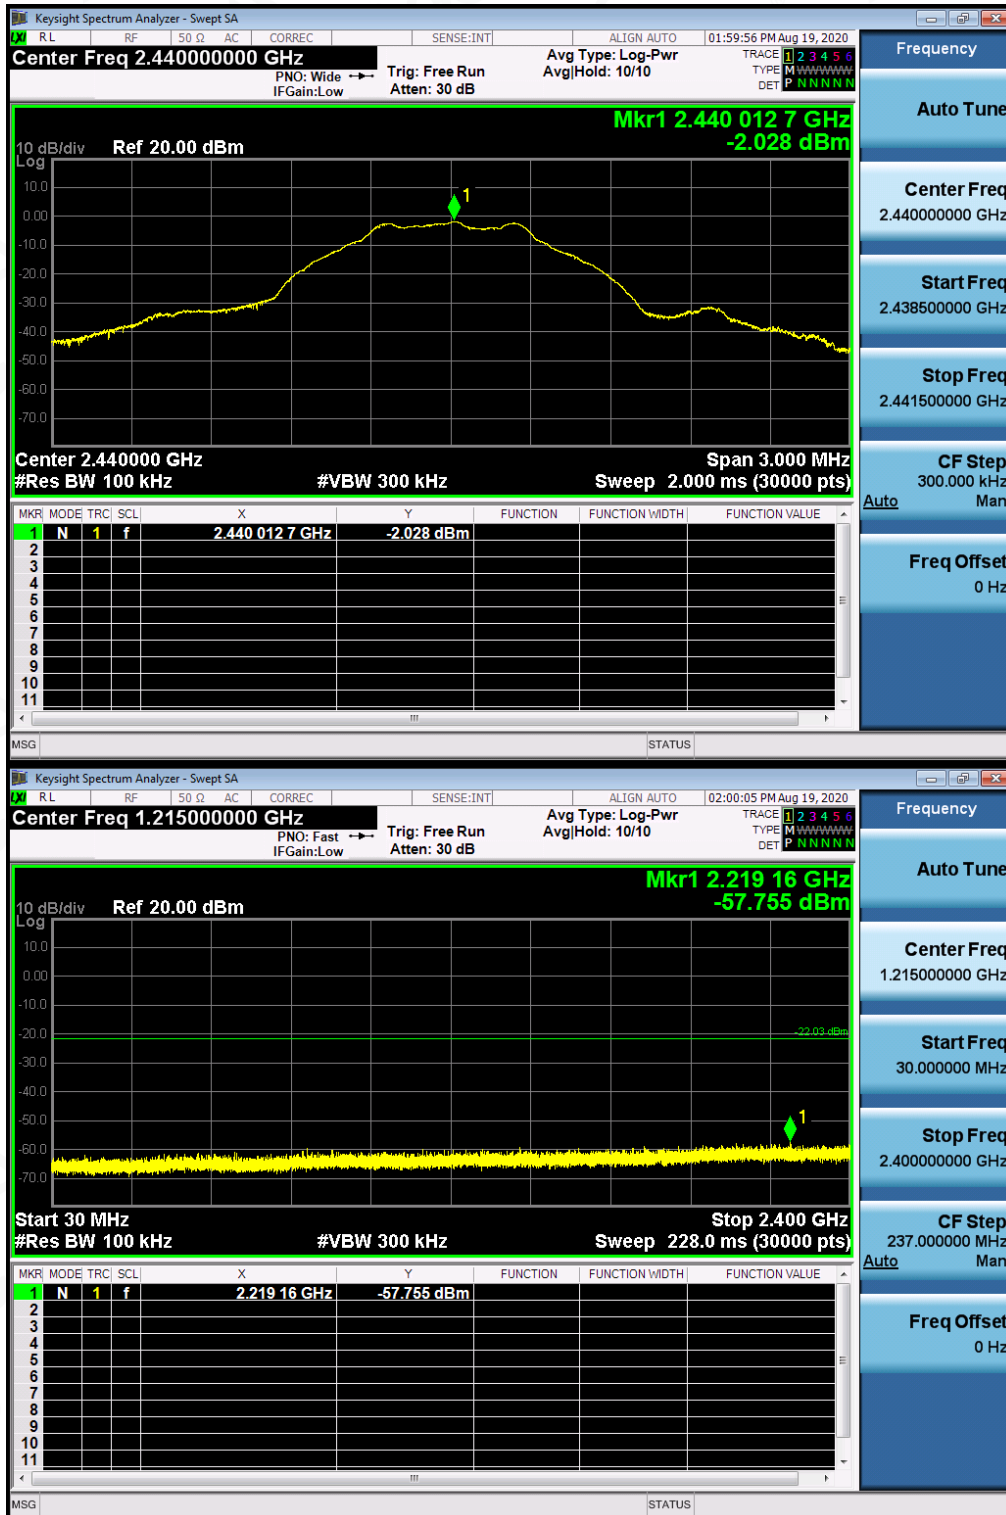 Keysight Spectrum Analyzer - Swept SA
LXI RL RF 50 Ω AC CORREC SENSE:INT ALIGN AUTO 01:59:56 PM Aug 19, 2020
Center Freq 2.440000000 GHz
PNO: Wide
IFGain:Low
Trig: Free Run
Atten: 30 dB
Avg Type: Log-Pwr
Avg|Hold: 10/10
TRACE 1 2 3 4 5 6
TYPE M WWWWW
DET P N N N N N
Mkr1 2.440 012 7 GHz
-2.028 dBm
10 dB/div Ref 20.00 dBm
Log
10.0
0.00
-10.0
-20.0
-30.0
-40.0
-50.0
-60.0
-70.0
1
Center 2.440000 GHz Span 3.000 MHz
#Res BW 100 kHz #VBW 300 kHz Sweep 2.000 ms (30000 pts)
MKR MODE TRC SCL X Y FUNCTION FUNCTION WIDTH FUNCTION VALUE
1 N 1 f 2.440 012 7 GHz -2.028 dBm
2
3
4
5
6
7
8
9
10
11
MSG STATUS
Frequency
Auto Tune
Center Freq
2.440000000 GHz
Start Freq
2.438500000 GHz
Stop Freq
2.441500000 GHz
CF Step
300.000 kHz
Auto Man
Freq Offset
0 Hz
Keysight Spectrum Analyzer - Swept SA
LXI RL RF 50 Ω AC CORREC SENSE:INT ALIGN AUTO 02:00:05 PM Aug 19, 2020
Center Freq 1.215000000 GHz
PNO: Fast
IFGain:Low
Trig: Free Run
Atten: 30 dB
Avg Type: Log-Pwr
Avg|Hold: 10/10
TRACE 1 2 3 4 5 6
TYPE M WWWWW
DET P N N N N N
Mkr1 2.219 16 GHz
-57.755 dBm
10 dB/div Ref 20.00 dBm
Log
10.0
0.00
-10.0
-20.0
-30.0
-40.0
-50.0
-60.0
-70.0
-22.03 dBm
1
Start 30 MHz Stop 2.400 GHz
#Res BW 100 kHz #VBW 300 kHz Sweep 228.0 ms (30000 pts)
MKR MODE TRC SCL X Y FUNCTION FUNCTION WIDTH FUNCTION VALUE
1 N 1 f 2.219 16 GHz -57.755 dBm
2
3
4
5
6
7
8
9
10
11
MSG STATUS
Frequency
Auto Tune
Center Freq
1.215000000 GHz
Start Freq
30.000000 MHz
Stop Freq
2.400000000 GHz
CF Step
237.000000 MHz
Auto Man
Freq Offset
0 Hz